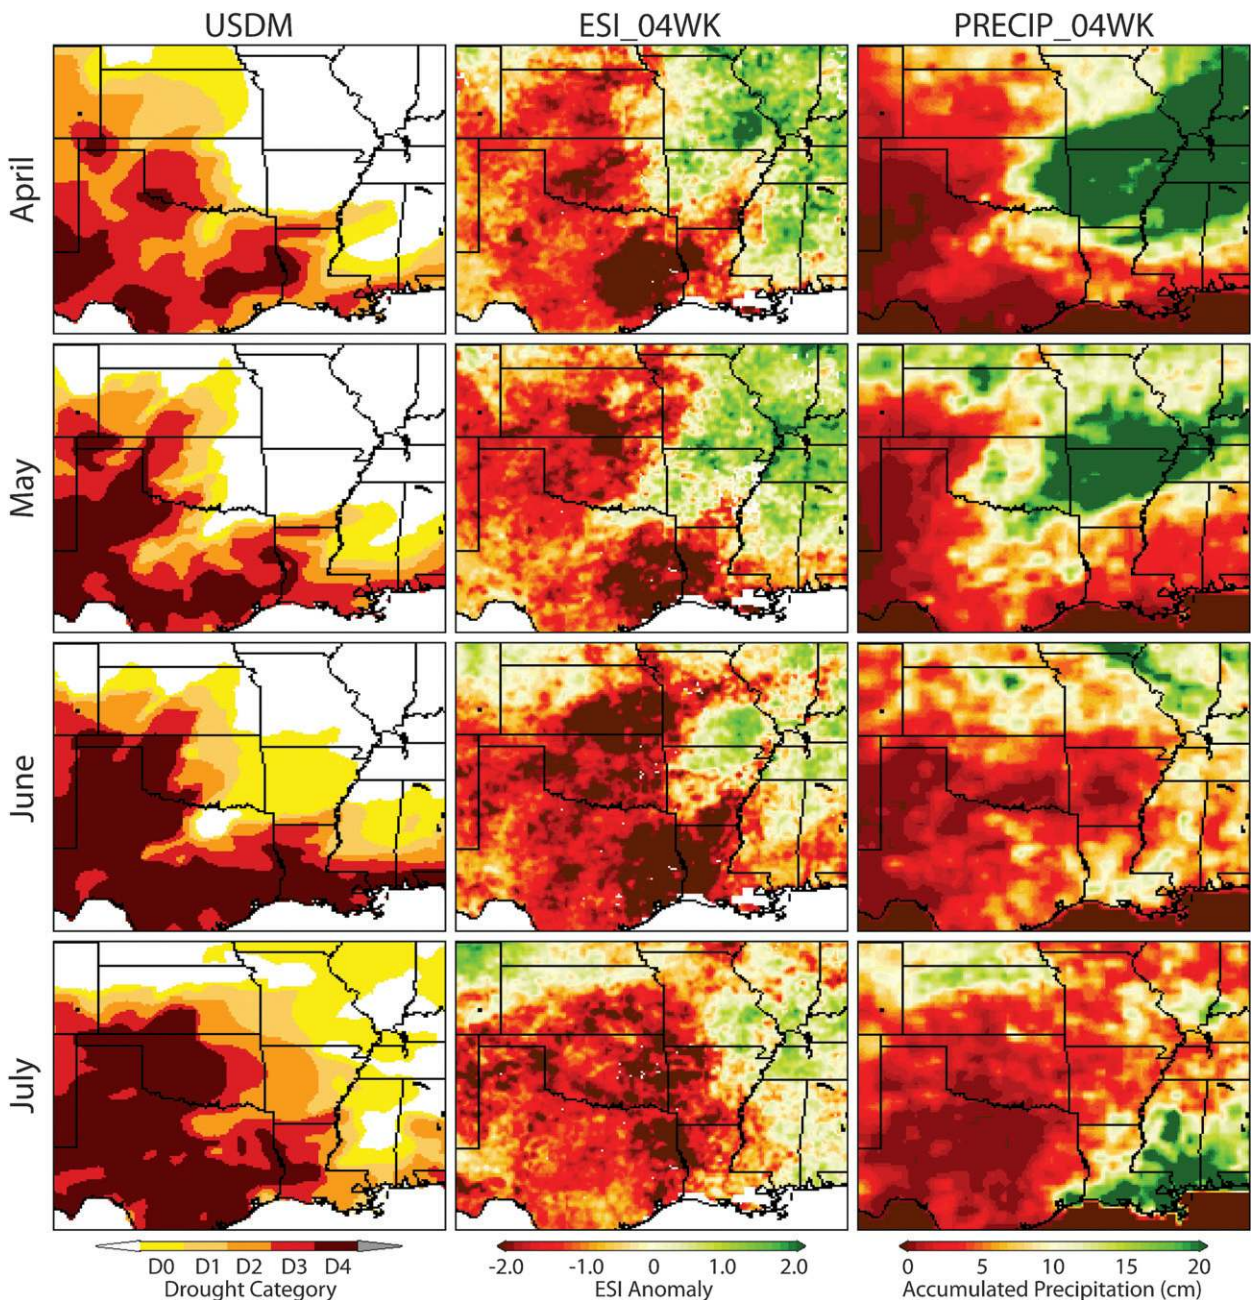 USDM ESI_04WK PRECIP_04WK
April
May
June
July
D0 D1 D2 D3 D4 -2.0 -1.0 0 1.0 2.0 0 5 10 15 20
Drought Category ESI Anomaly Accumulated Precipitation (cm)